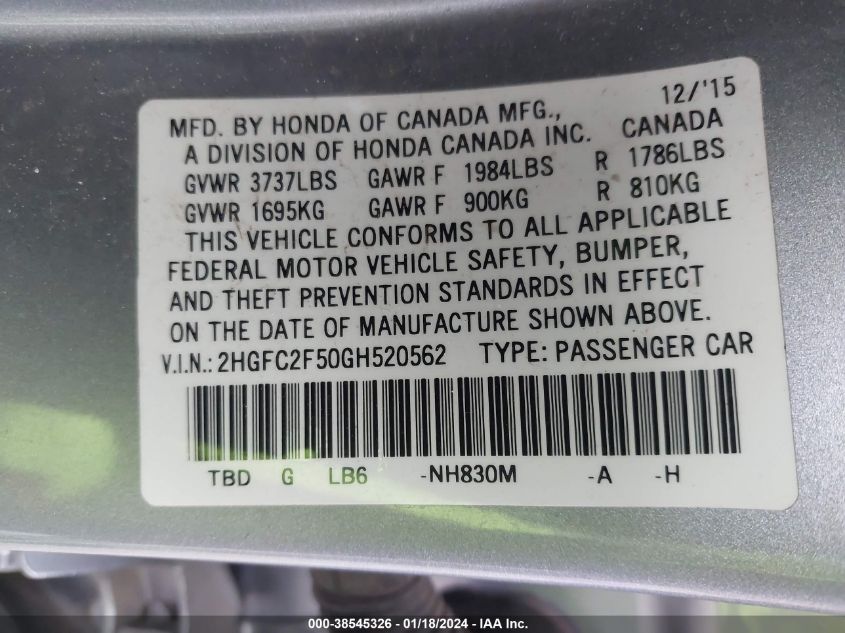 12/'15
MFD. BY HONDA OF CANADA MFG.,
A DIVISION OF HONDA CANADA INC. CANADA
GVWR 3737LBS GAWR F 1984LBS R 1786LBS
GVWR 1695KG GAWR F 900KG R 810KG
THIS VEHICLE CONFORMS TO ALL APPLICABLE
FEDERAL MOTOR VEHICLE SAFETY, BUMPER,
AND THEFT PREVENTION STANDARDS IN EFFECT
ON THE DATE OF MANUFACTURE SHOWN ABOVE.
V.I.N.: 2HGFC2F50GH520562 TYPE: PASSENGER CAR
TBD G LB6 -NH830M -A -H
000-38545326 | 01/18/2024 | IAA Inc.